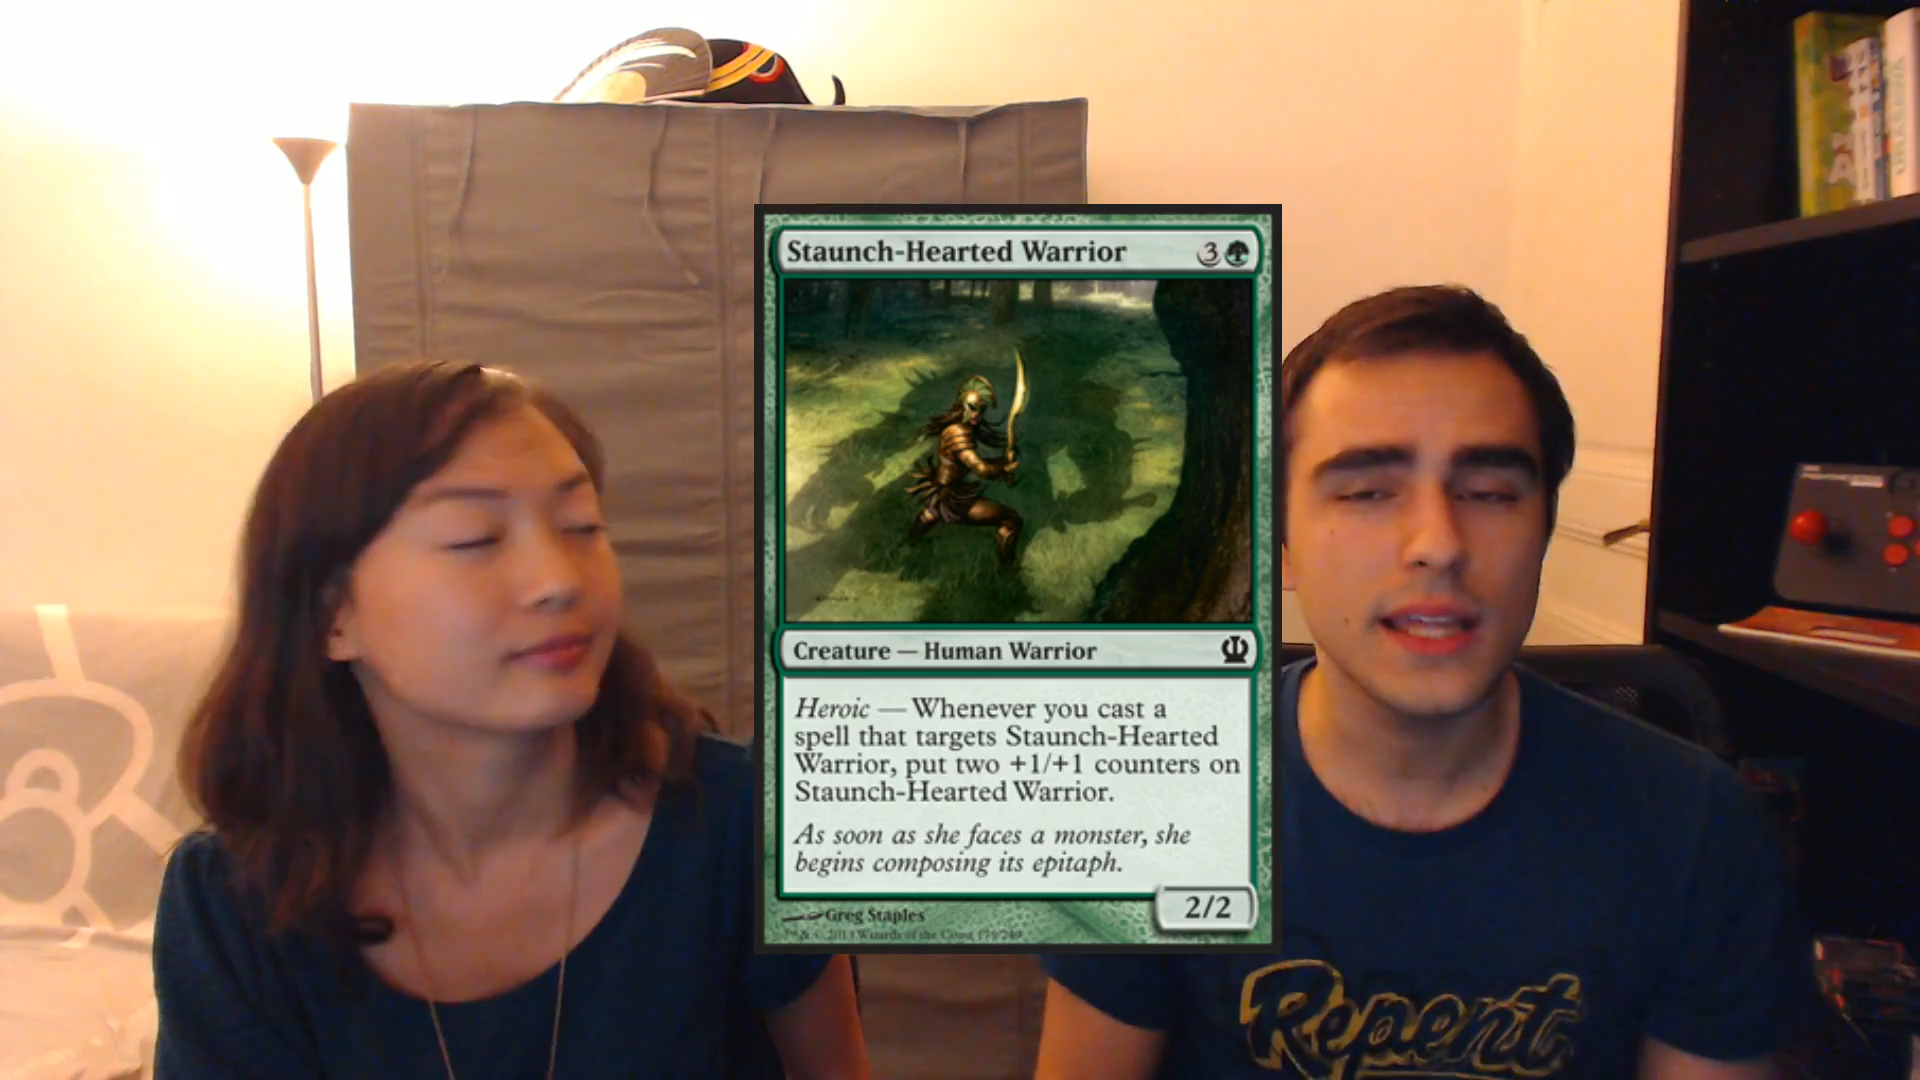 Staunch-Hearted Warrior 3
Creature — Human Warrior
Heroic — Whenever you cast a
spell that targets Staunch-Hearted
Warrior, put two +1/+1 counters on
Staunch-Hearted Warrior.
As soon as she faces a monster, she
begins composing its epitaph.
2/2
Greg Staples
Repent